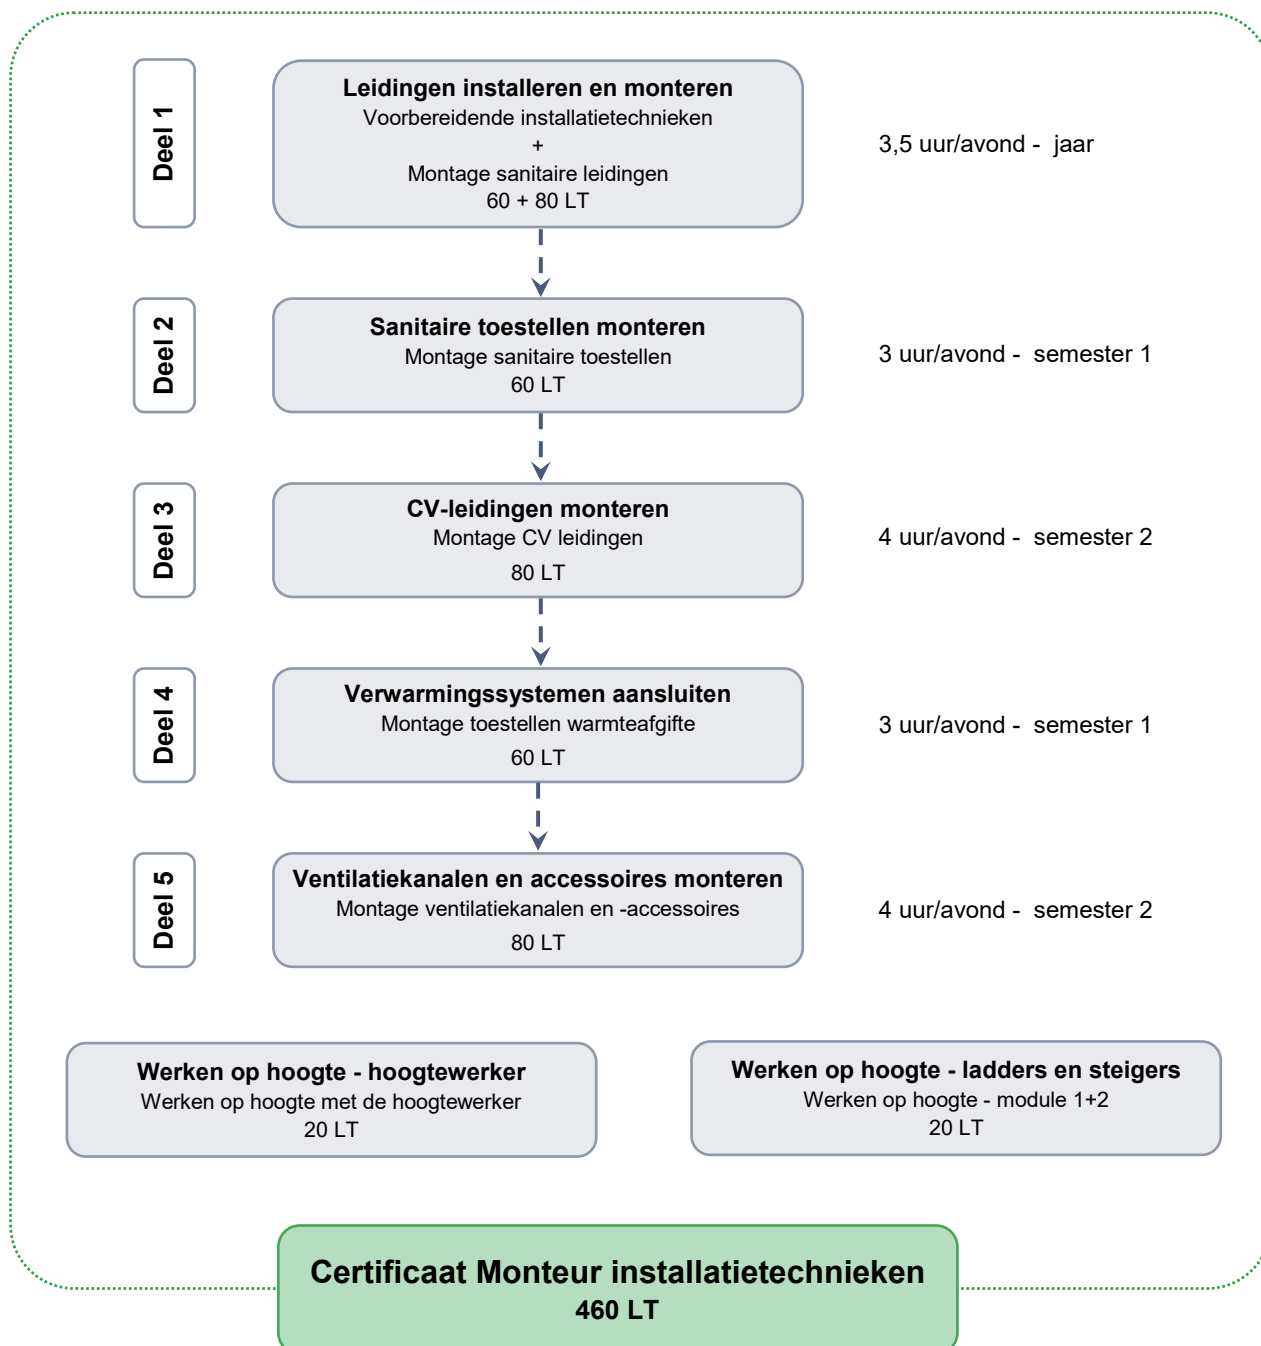 Deel 1
Leidingen installeren en monteren
Voorbereidende installatietechnieken
+
Montage sanitaire leidingen
60 + 80 LT
3,5 uur/avond - jaar
Deel 2
Sanitaire toestellen monteren
Montage sanitaire toestellen
60 LT
3 uur/avond - semester 1
Deel 3
CV-leidingen monteren
Montage CV leidingen
80 LT
4 uur/avond - semester 2
Deel 4
Verwarmingssystemen aansluiten
Montage toestellen warmteafgifte
60 LT
3 uur/avond - semester 1
Deel 5
Ventilatiekanalen en accessoires monteren
Montage ventilatiekanalen en -accessoires
80 LT
4 uur/avond - semester 2
Werken op hoogte - hoogtewerker
Werken op hoogte met de hoogtewerker
20 LT
Werken op hoogte - ladders en steigers
Werken op hoogte - module 1+2
20 LT
Certificaat Monteur installatietechnieken
460 LT